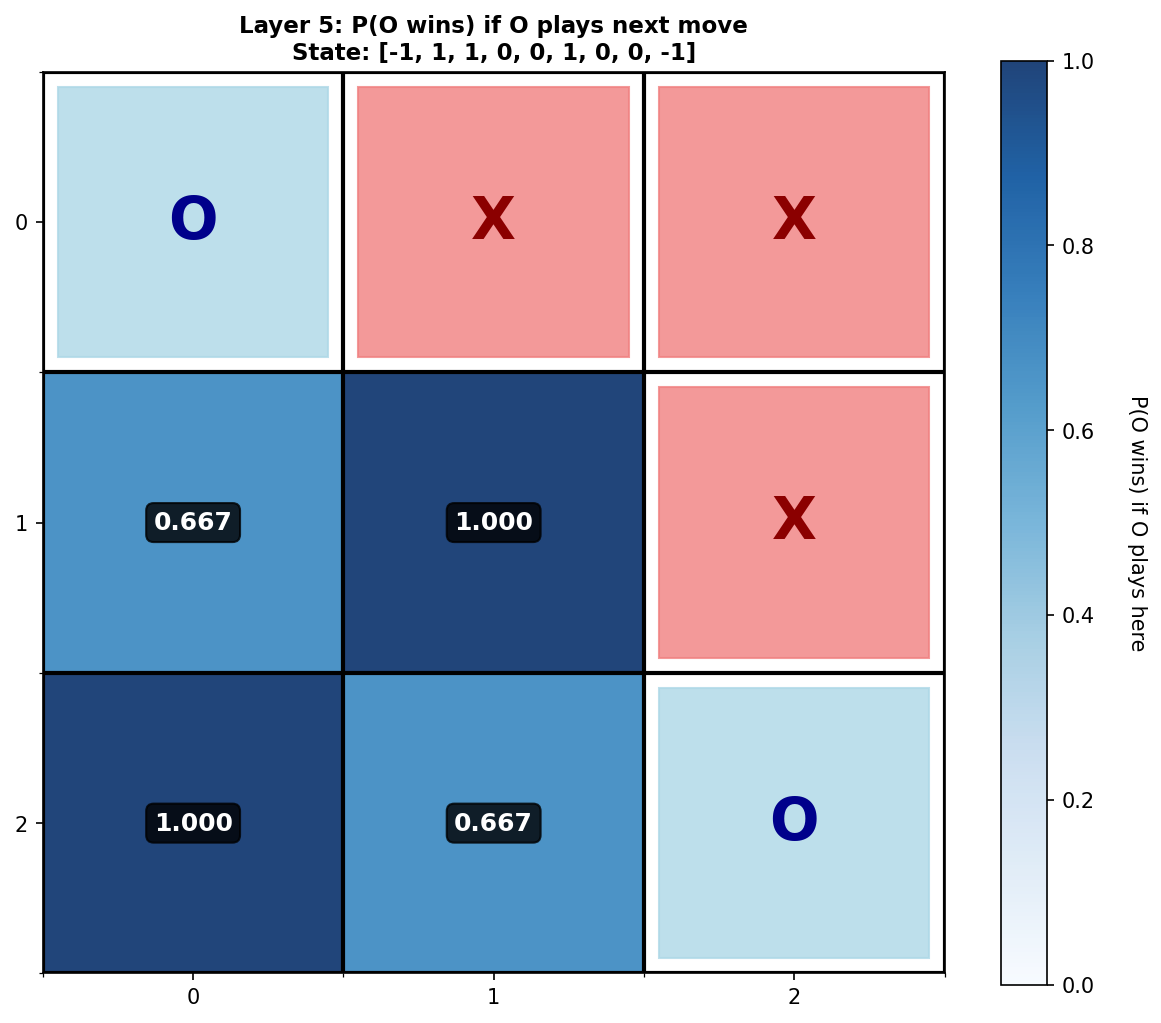 Layer 5: P(O wins) if O plays next move
State: [-1, 1, 1, 0, 0, 1, 0, 0, -1]
0
O
X
X
1
0.667
1.000
X
2
1.000
0.667
O
0
1
2
1.0
0.8
0.6
0.4
0.2
0.0
P(O wins) if O plays here